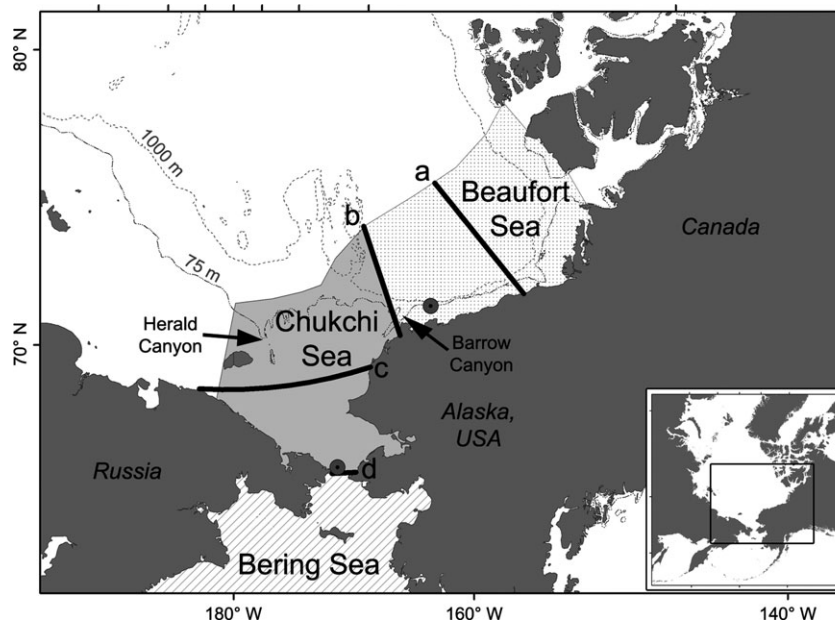 80° N
1000 m
a
Beaufort
Sea
b
Canada
75 m
Herald
Canyon
Chukchi
Sea
Barrow
Canyon
70° N
c
Alaska,
USA
Russia
d
Bering Sea
180° W
160° W
140° W